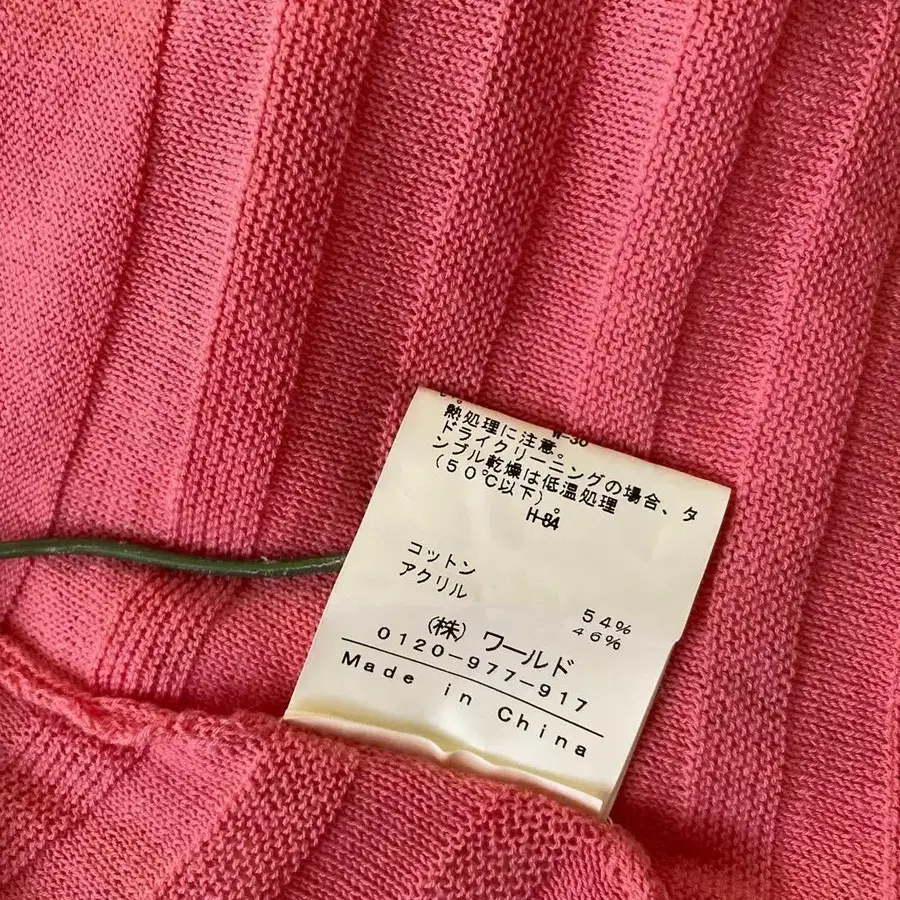 い。
W-30
熱処理に注意。
ドライクリーニングの場合、タ
ンブル乾燥は低温処理
(50℃以下)。
H-84
コットン 54%
アクリル 46%
(株) ワールド
0120-977-917
Made in China